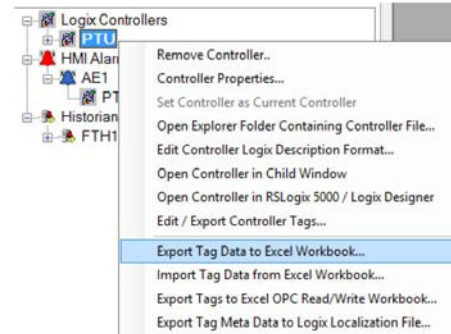 Logix Controllers
PTU
HMI Alar
AE1
PT
Historian
FTH1
Remove Controller..
Controller Properties...
Set Controller as Current Controller
Open Explorer Folder Containing Controller File...
Edit Controller Logix Description Format...
Open Controller in Child Window
Open Controller in RSLogix 5000 / Logix Designer
Edit / Export Controller Tags...
Export Tag Data to Excel Workbook...
Import Tag Data from Excel Workbook...
Export Tags to Excel OPC Read/Write Workbook...
Export Tag Meta Data to Logix Localization File...